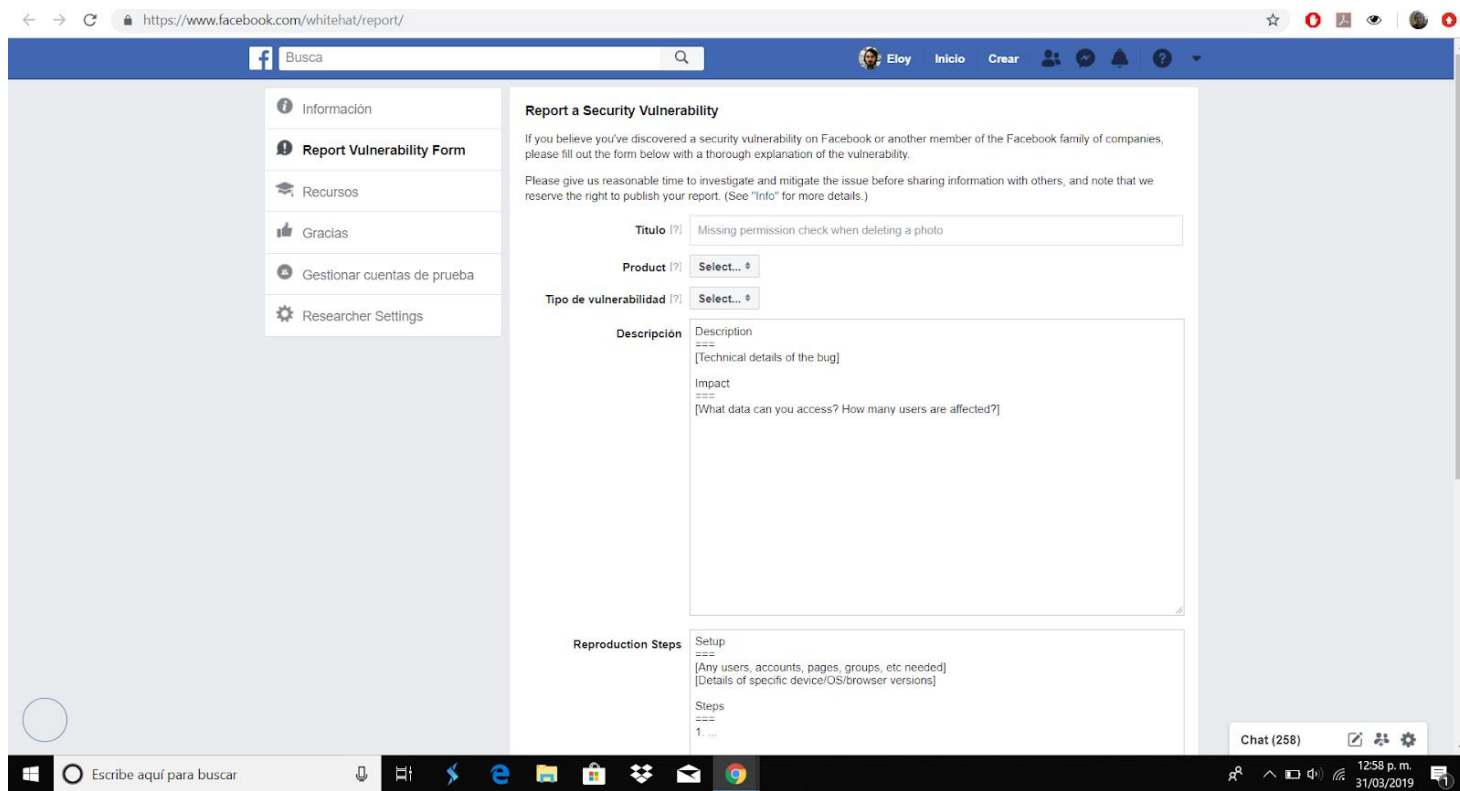 https://www.facebook.com/whitehat/report/
f
Busca
Eloy
Inicio
Crear
Información
Report Vulnerability Form
Recursos
Gracias
Gestionar cuentas de prueba
Researcher Settings
Report a Security Vulnerability
If you believe you've discovered a security vulnerability on Facebook or another member of the Facebook family of companies,
please fill out the form below with a thorough explanation of the vulnerability.
Please give us reasonable time to investigate and mitigate the issue before sharing information with others, and note that we
reserve the right to publish your report. (See "Info" for more details.)
Título [?]
Missing permission check when deleting a photo
Product [?]
Select...
Tipo de vulnerabilidad [?]
Select...
Descripción
Description
===
[Technical details of the bug]
Impact
===
[What data can you access? How many users are affected?]
Reproduction Steps
Setup
===
[Any users, accounts, pages, groups, etc needed]
[Details of specific device/OS/browser versions]
Steps
===
1. ...
Chat (258)
Escribe aquí para buscar
12:58 p. m.
31/03/2019
1